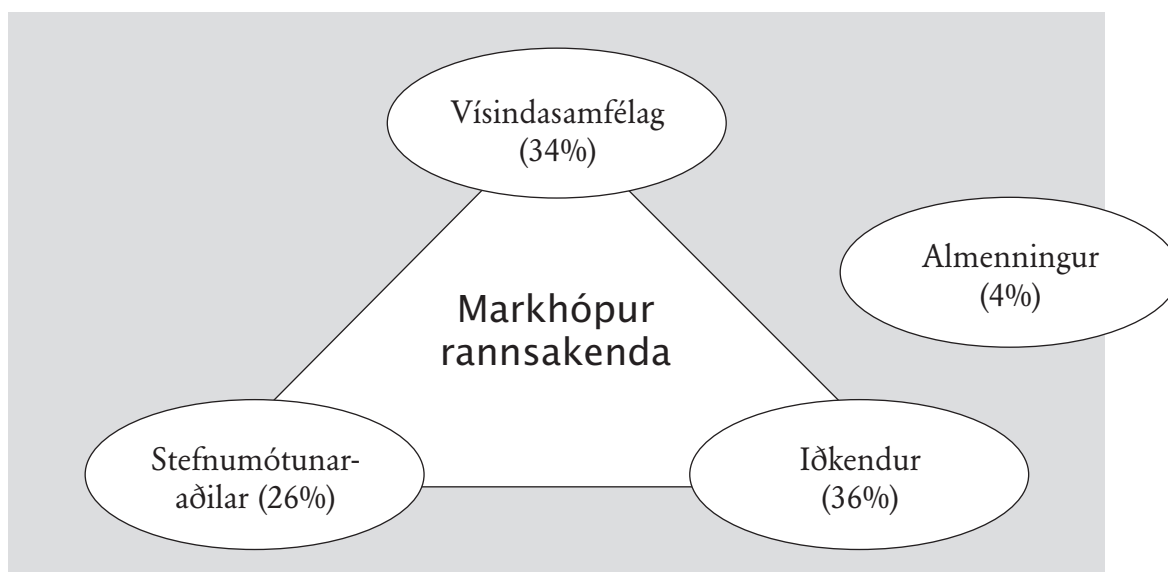 Vísindasamfélag
(34%)
Almenningur
(4%)
Markhópur
rannsakenda
Stefnumótunar-
aðilar (26%)
Iðkendur
(36%)